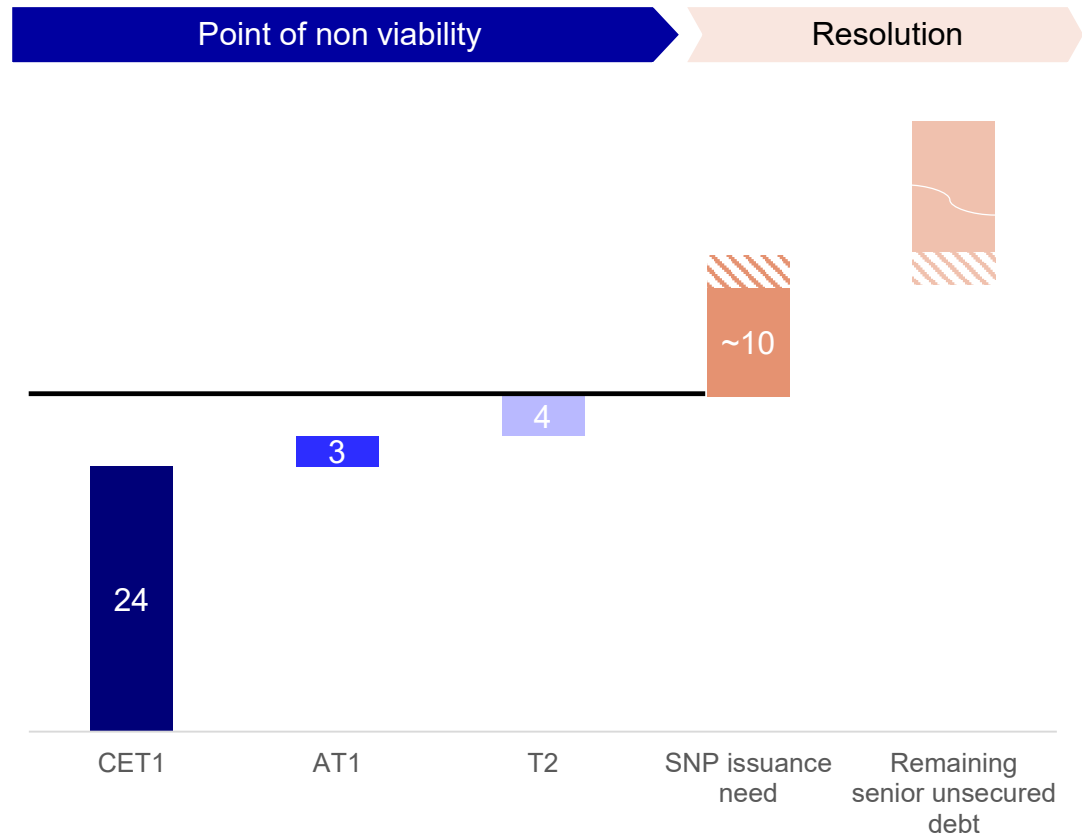 Point of non viability
Resolution
~10
4
3
24
CET1
AT1
T2
SNP issuance
need
Remaining
senior unsecured
debt